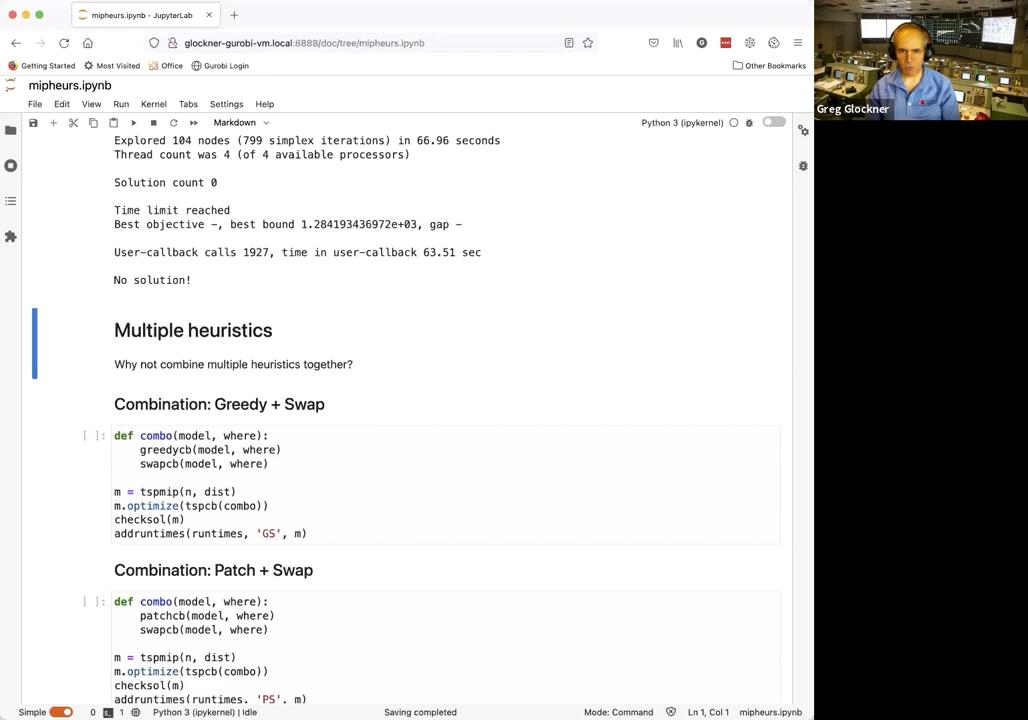 mipheurs.ipynb - JupyterLab
glockner-gurobi-vm.local:8888/doc/tree/mipheurs.ipynb
Getting Started
Most Visited
Office
Gurobi Login
Other Bookmarks
Greg Glockner
mipheurs.ipynb
File Edit View Run Kernel Tabs Settings Help
Markdown
Python 3 (ipykernel)
Explored 104 nodes (799 simplex iterations) in 66.96 seconds
Thread count was 4 (of 4 available processors)
Solution count 0
Time limit reached
Best objective -, best bound 1.284193436972e+03, gap -
User-callback calls 1927, time in user-callback 63.51 sec
No solution!
Multiple heuristics
Why not combine multiple heuristics together?
Combination: Greedy + Swap
[ ]: def combo(model, where):
greedycb(model, where)
swapcb(model, where)
m = tspmip(n, dist)
m.optimize(tspcb(combo))
checksol(m)
addruntimes(runtimes, 'GS', m)
Combination: Patch + Swap
[ ]: def combo(model, where):
patchcb(model, where)
swapcb(model, where)
m = tspmip(n, dist)
m.optimize(tspcb(combo))
checksol(m)
addruntimes(runtimes, 'PS', m)
Simple 0 1 Python 3 (ipykernel) | Idle Saving completed Mode: Command Ln 1, Col 1 mipheurs.ipynb